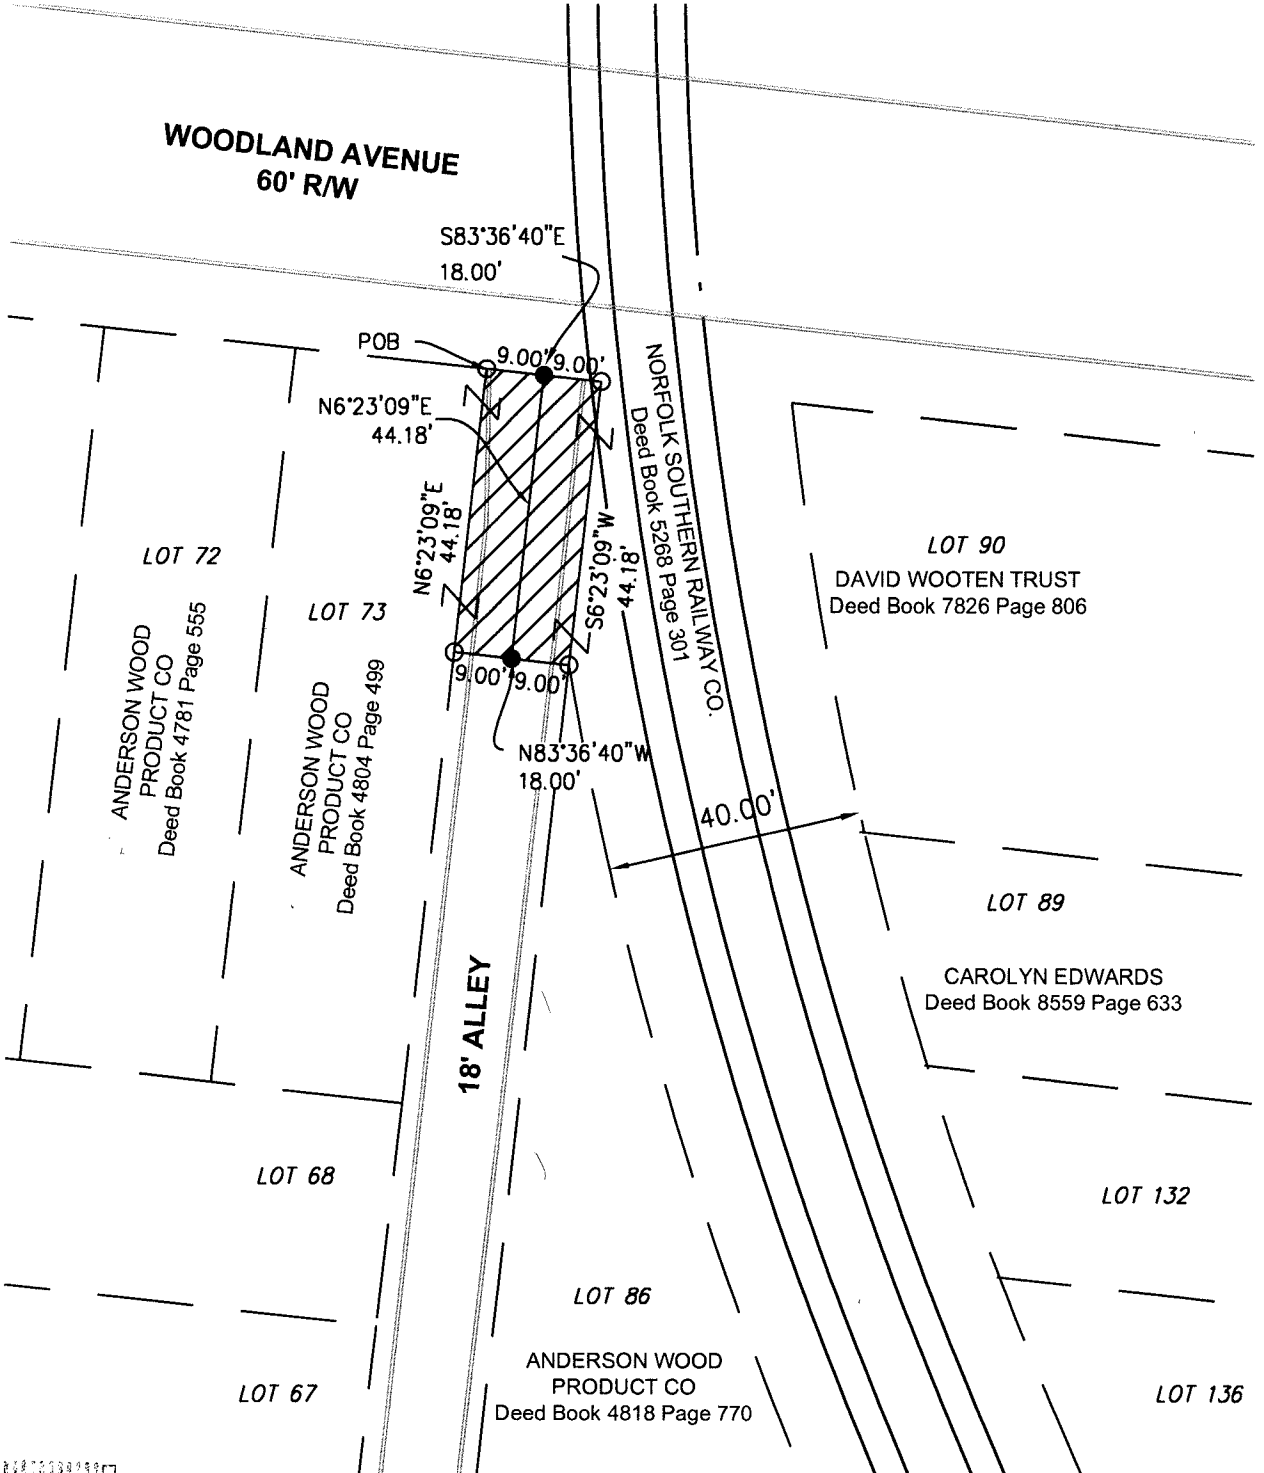 WOODLAND AVENUE
60' R/W
S83°36'40"E
18.00'
POB
9.00'
9.00'
N6°23'09"E
44.18'
N6°23'09"E
44.18'
S6°23'09"W
44.18'
9.00'
9.00'
N83°36'40"W
18.00'
NORFOLK SOUTHERN RAILWAY CO.
Deed Book 5268 Page 301
40.00'
LOT 72
ANDERSON WOOD
PRODUCT CO
Deed Book 4781 Page 555
LOT 73
ANDERSON WOOD
PRODUCT CO
Deed Book 4804 Page 499
LOT 90
DAVID WOOTEN TRUST
Deed Book 7826 Page 806
LOT 89
CAROLYN EDWARDS
Deed Book 8559 Page 633
18' ALLEY
LOT 68
LOT 132
LOT 86
ANDERSON WOOD
PRODUCT CO
Deed Book 4818 Page 770
LOT 67
LOT 136